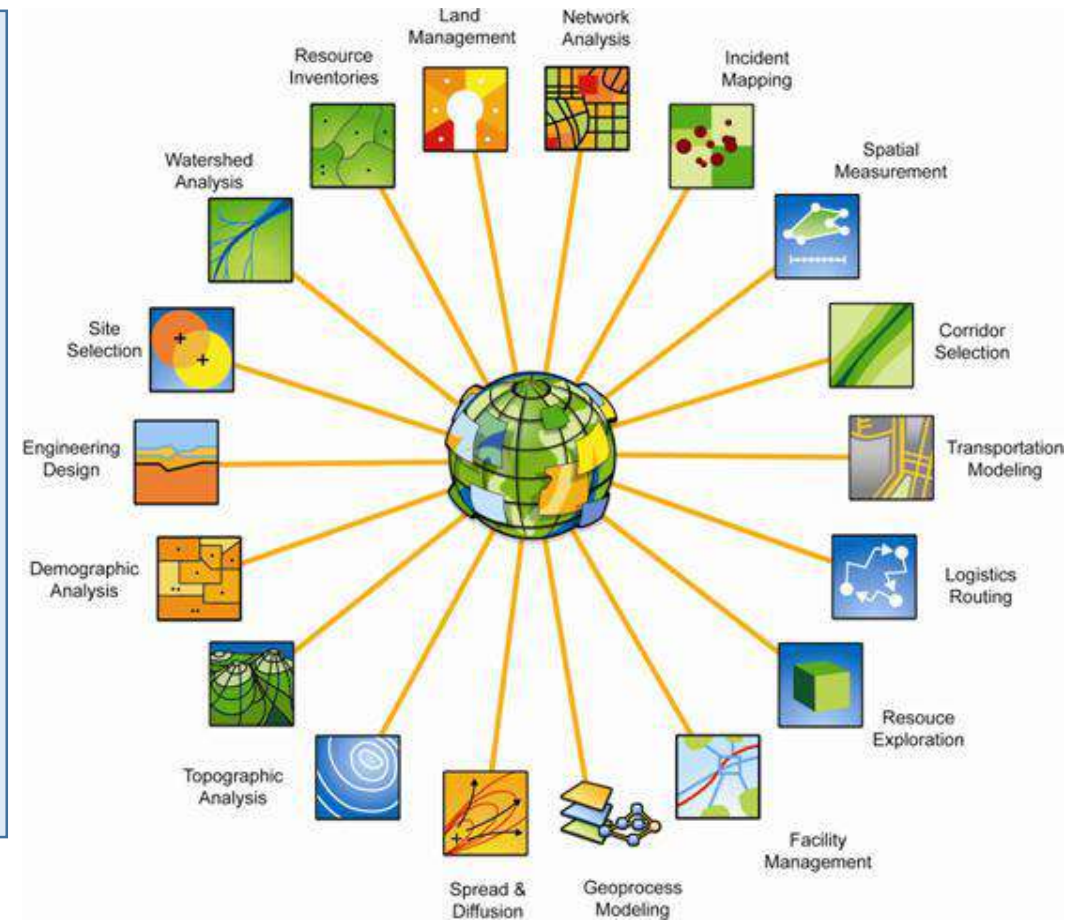 Land
Management
Network
Analysis
Incident
Mapping
Spatial
Measurement
Corridor
Selection
Transportation
Modeling
Logistics
Routing
Resouce
Exploration
Facility
Management
Geoprocess
Modeling
Spread &
Diffusion
Topographic
Analysis
Demographic
Analysis
Engineering
Design
Site
Selection
Watershed
Analysis
Resource
Inventories